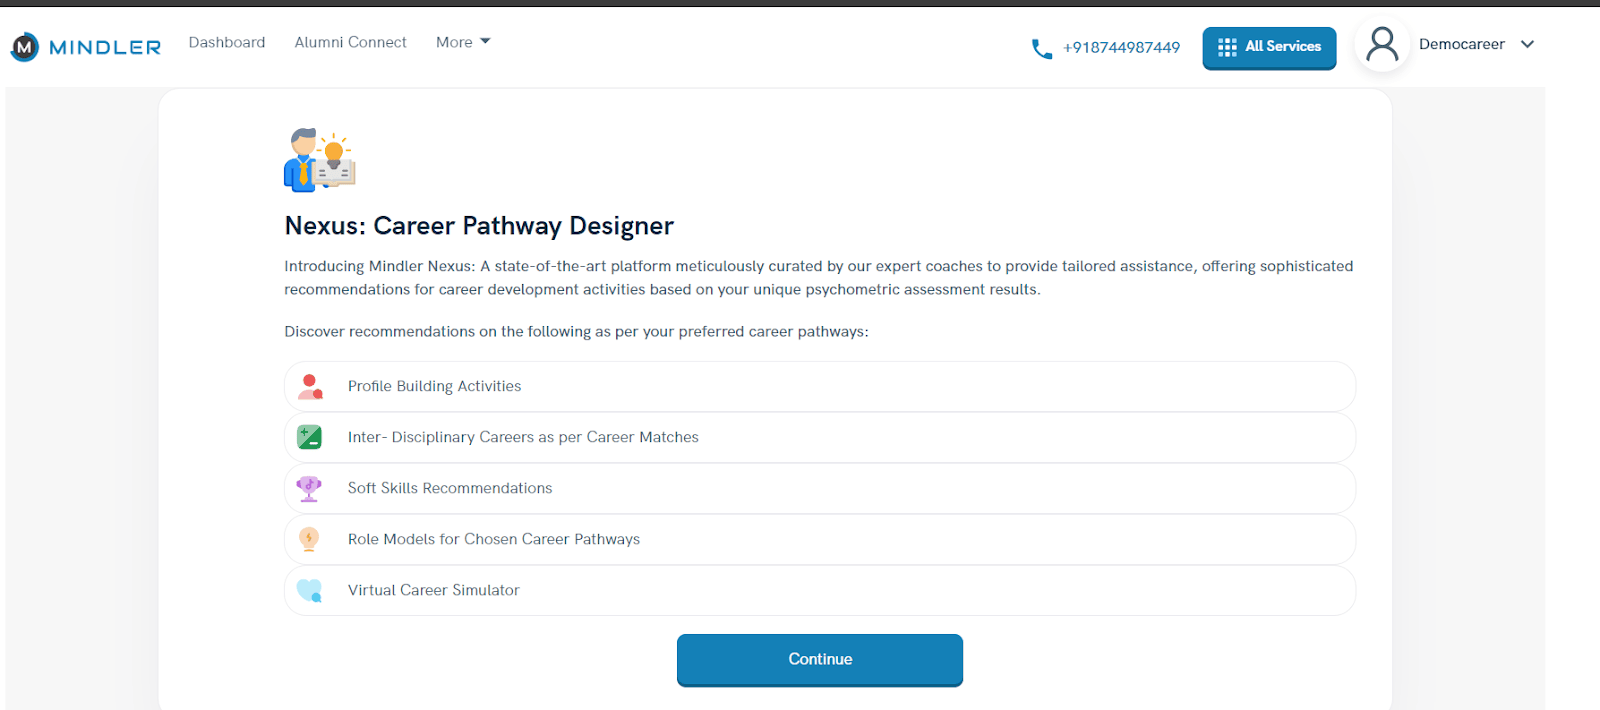 M MINDLER
Dashboard
Alumni Connect
More
+918744987449
All Services
Democareer
Nexus: Career Pathway Designer
Introducing Mindler Nexus: A state-of-the-art platform meticulously curated by our expert coaches to provide tailored assistance, offering sophisticated
recommendations for career development activities based on your unique psychometric assessment results.
Discover recommendations on the following as per your preferred career pathways:
Profile Building Activities
Inter- Disciplinary Careers as per Career Matches
Soft Skills Recommendations
Role Models for Chosen Career Pathways
Virtual Career Simulator
Continue